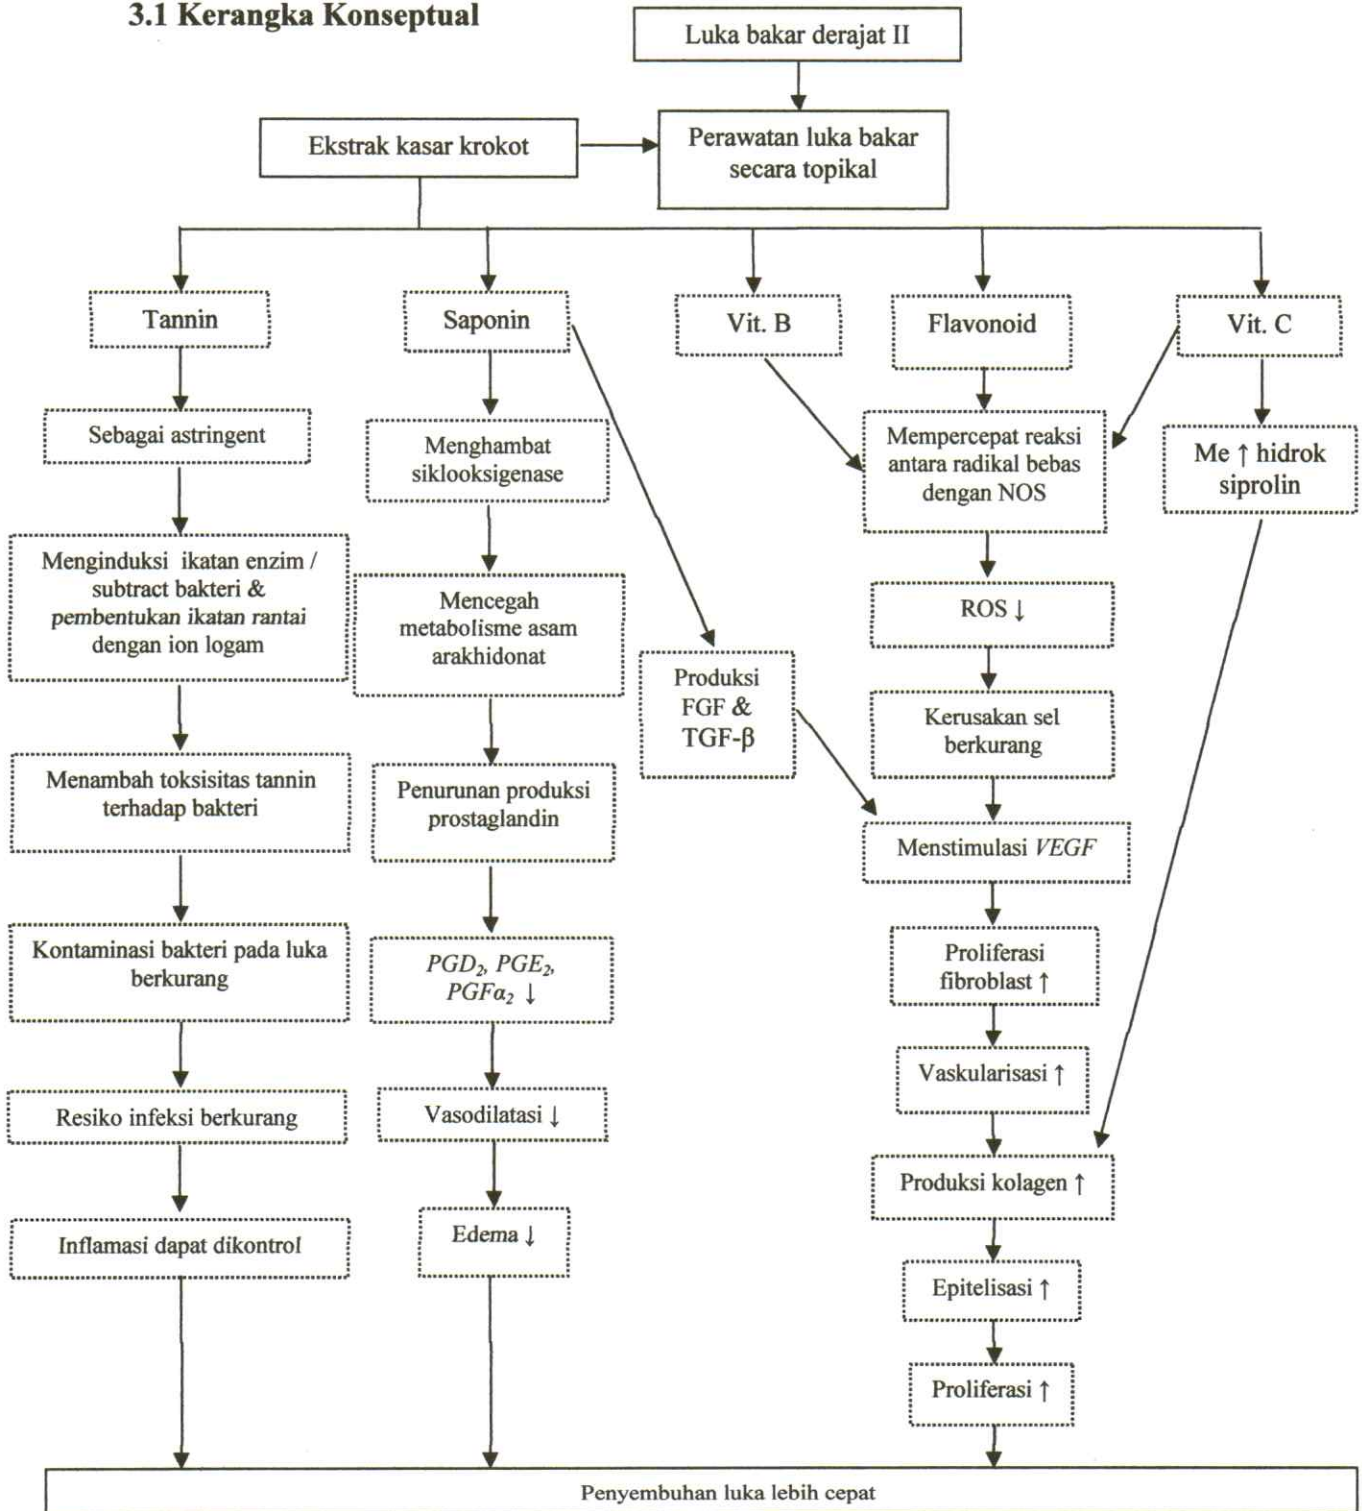 3.1 Kerangka Konseptual
Luka bakar derajat II
Ekstrak kasar krokot
Perawatan luka bakar
secara topikal
Tannin
Saponin
Vit. B
Flavonoid
Vit. C
Sebagai astringent
Menginduksi ikatan enzim /
subtract bakteri &
pembentukan ikatan rantai
dengan ion logam
Menambah toksisitas tannin
terhadap bakteri
Kontaminasi bakteri pada luka
berkurang
Resiko infeksi berkurang
Inflamasi dapat dikontrol
Menghambat
siklooksigenase
Mencegah
metabolisme asam
arakhidonat
Penurunan produksi
prostaglandin
PGD₂, PGE₂,
PGFα₂ ↓
Vasodilatasi ↓
Edema ↓
Produksi
FGF &
TGF-β
Mempercepat reaksi
antara radikal bebas
dengan NOS
ROS ↓
Kerusakan sel
berkurang
Menstimulasi VEGF
Proliferasi
fibroblast ↑
Vaskularisasi ↑
Produksi kolagen ↑
Epitelisasi ↑
Proliferasi ↑
Me ↑ hidrok
siprolin
Penyembuhan luka lebih cepat